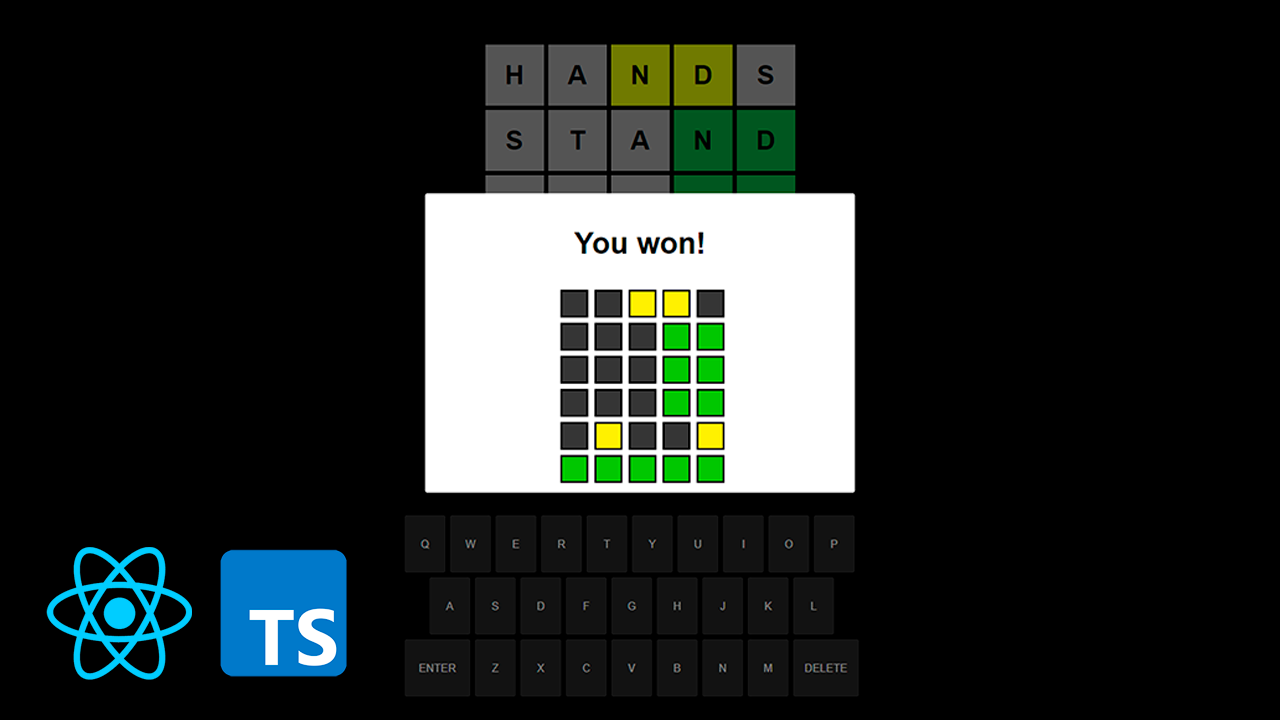 H A N D S
S T A N D
You won!
Q W E R T Y U I O P
A S D F G H J K L
ENTER Z X C V B N M DELETE
TS